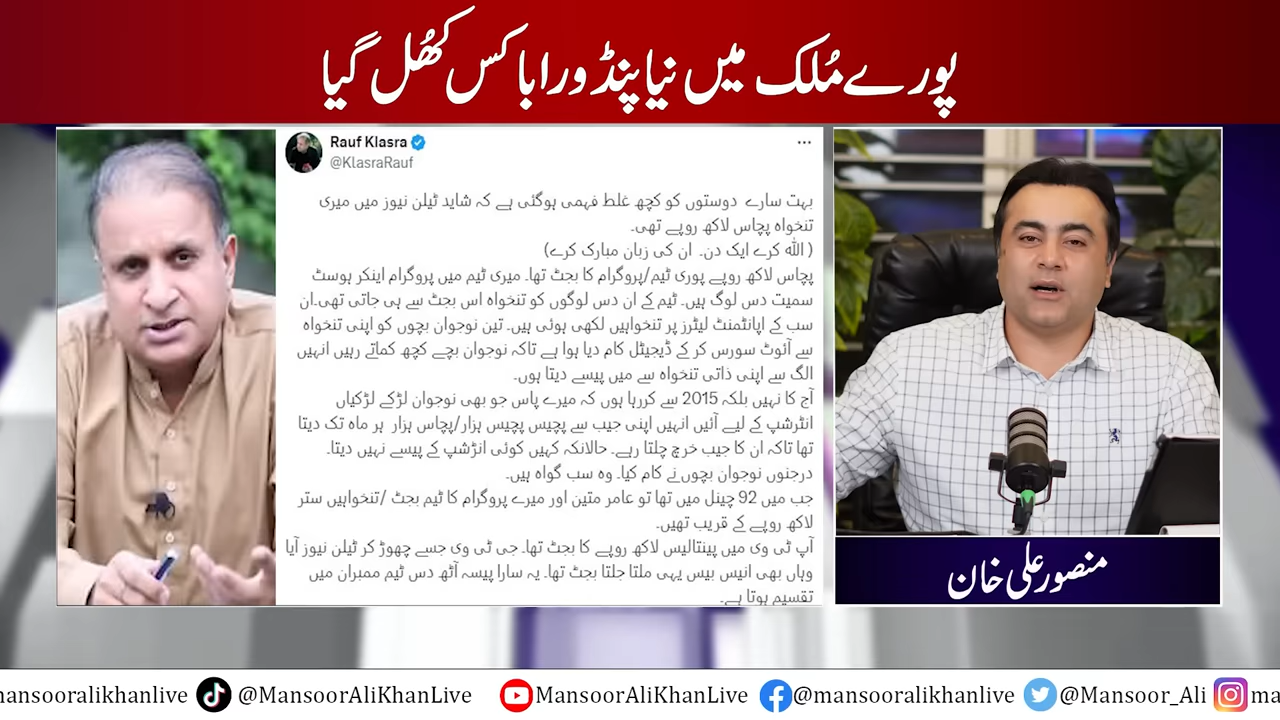 پورے مُلک میں نیا پنڈورا باکس کھُل گیا
Rauf Klasra
@KlasraRauf
بہت سارے دوستوں کو کچھ غلط فہمی ہوگئی ہے کہ شاید ٹیلن نیوز میں میری
تنخواہ پچاس لاکھ روپے تھی۔
( اللہ کرے ایک دن۔ ان کی زبان مبارک کرے)
پچاس لاکھ روپے پوری ٹیم/پروگرام کا بجٹ تھا۔ میری ٹیم میں پروگرام اینکر ہوسٹ
سمیت دس لوگ ہیں۔ ٹیم کے ان دس لوگوں کو تنخواہ اس بجٹ سے ہی جاتی تھی۔ان
سب کے اپانٹمنٹ لیٹرز پر تنخواہیں لکھی ہوئی ہیں۔ تین نوجوان بچوں کو اپنی تنخواہ
سے آئوٹ سورس کر کے ڈیجیٹل کام دیا ہوا ہے تاکہ نوجوان بچے کچھ کماتے رہیں انہیں
الگ سے اپنی ذاتی تنخواہ سے میں پیسے دیتا ہوں۔
آج کا نہیں بلکہ 2015 سے کررہا ہوں کہ میرے پاس جو بھی نوجوان لڑکے لڑکیاں
انٹرشپ کے لیے آئیں انہیں اپنی جیب سے پچیس پچیس ہزار/پچاس ہزار ہر ماہ تک دیتا
تھا تاکہ ان کا جیب خرچ چلتا رہے۔ حالانکہ کہیں کوئی انڑشپ کے پیسے نہیں دیتا۔
درجنوں نوجوان بچوں نے کام کیا۔ وہ سب گواہ ہیں۔
جب میں 92 چینل میں تھا تو عامر متین اور میرے پروگرام کا ٹیم بجٹ /تنخواہیں ستر
لاکھ روپے کے قریب تھیں۔
آپ ٹی وی میں پینتالیس لاکھ روپے کا بجٹ تھا۔ جی ٹی وی جسے چھوڑ کر ٹیلن نیوز آیا
وہاں بھی انیس بیس یہی ملتا جلتا بجٹ تھا۔ یہ سارا پیسہ آٹھ دس ٹیم ممبران میں
تقسیم ہوتا ہے۔
منصور علی خان
mansooralikhanlive @MansoorAliKhanLive MansoorAliKhanLive @mansooralikhanlive @Mansoor_Ali ma